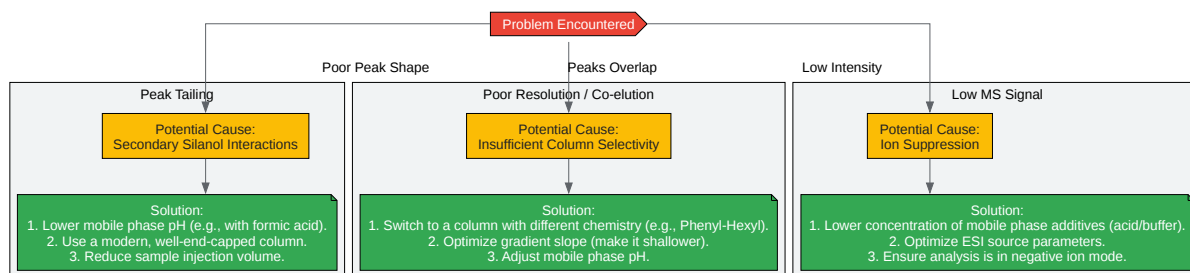 Problem Encountered
Poor Peak Shape
Peaks Overlap
Low Intensity
Peak Tailing
Potential Cause:
Secondary Silanol Interactions
Solution:
1. Lower mobile phase pH (e.g., with formic acid).
2. Use a modern, well-end-capped column.
3. Reduce sample injection volume.
Poor Resolution / Co-elution
Potential Cause:
Insufficient Column Selectivity
Solution:
1. Switch to a column with different chemistry (e.g., Phenyl-Hexyl).
2. Optimize gradient slope (make it shallower).
3. Adjust mobile phase pH.
Low MS Signal
Potential Cause:
Ion Suppression
Solution:
1. Lower concentration of mobile phase additives (acid/buffer).
2. Optimize ESI source parameters.
3. Ensure analysis is in negative ion mode.